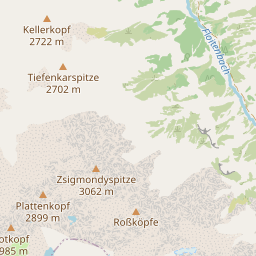 Kellerkopf
2722 m
Floitenbach
Tiefenkarspitze
2702 m
Zsigmondyspitze
3062 m
Plattenkopf
2899 m
Roßköpfe
otkopf
985 m